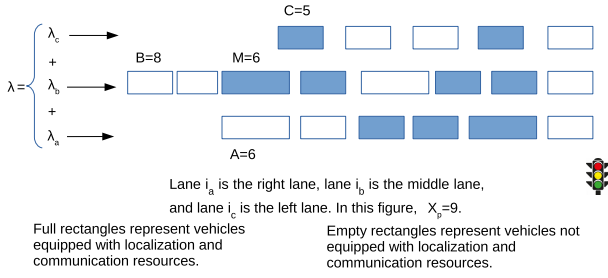 C=5
λc
+
B=8
M=6
λ=
λb
+
λa
A=6
Lane ia is the right lane, lane ib is the middle lane,
and lane ic is the left lane. In this figure, Xp=9.
Full rectangles represent vehicles
equipped with localization and
communication resources.
Empty rectangles represent vehicles not
equipped with localization and
communication resources.